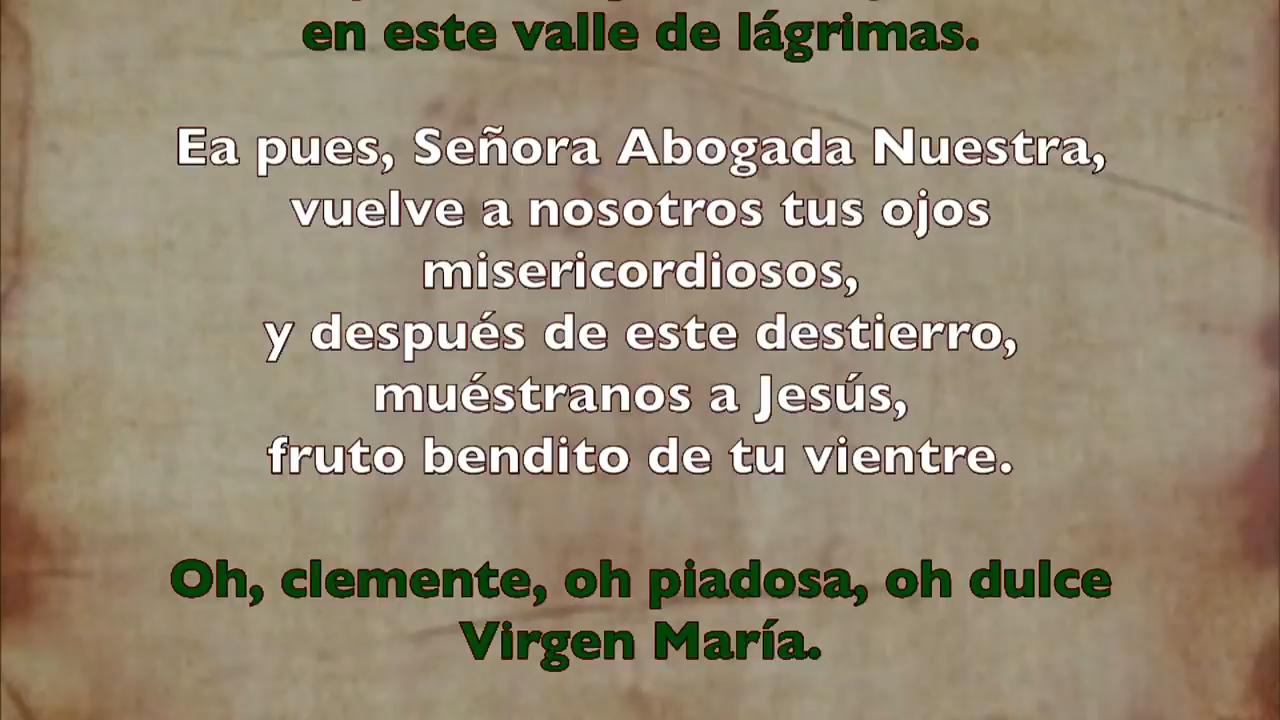 en este valle de lágrimas.
Ea pues, Señora Abogada Nuestra,
vuelve a nosotros tus ojos
misericordiosos,
y después de este destierro,
muéstranos a Jesús,
fruto bendito de tu vientre.
Oh, clemente, oh piadosa, oh dulce
Virgen María.